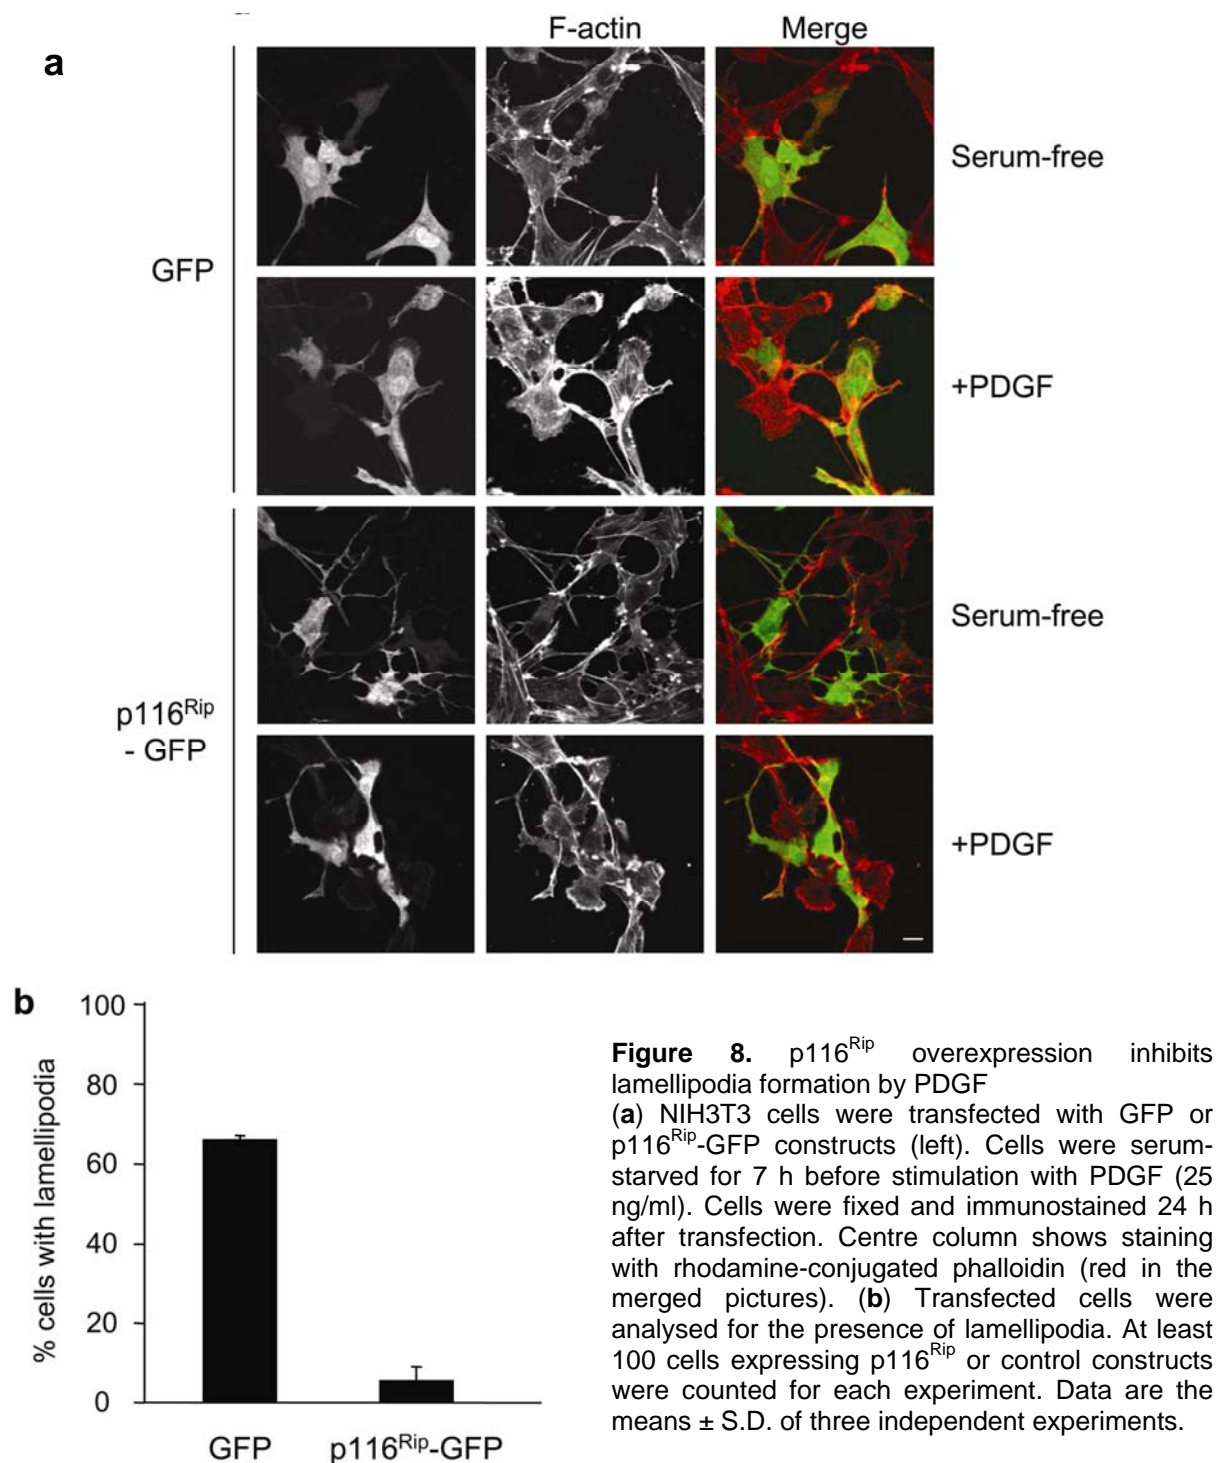 F-actin Merge
a
Serum-free
GFP
+PDGF
Serum-free
p116Rip
- GFP
+PDGF
b
100
80
60
40
20
0
% cells with lamellipodia
GFP p116Rip-GFP
Figure 8. p116Rip overexpression inhibits
lamellipodia formation by PDGF
(a) NIH3T3 cells were transfected with GFP or
p116Rip-GFP constructs (left). Cells were serum-
starved for 7 h before stimulation with PDGF (25
ng/ml). Cells were fixed and immunostained 24 h
after transfection. Centre column shows staining
with rhodamine-conjugated phalloidin (red in the
merged pictures). (b) Transfected cells were
analysed for the presence of lamellipodia. At least
100 cells expressing p116Rip or control constructs
were counted for each experiment. Data are the
means ± S.D. of three independent experiments.